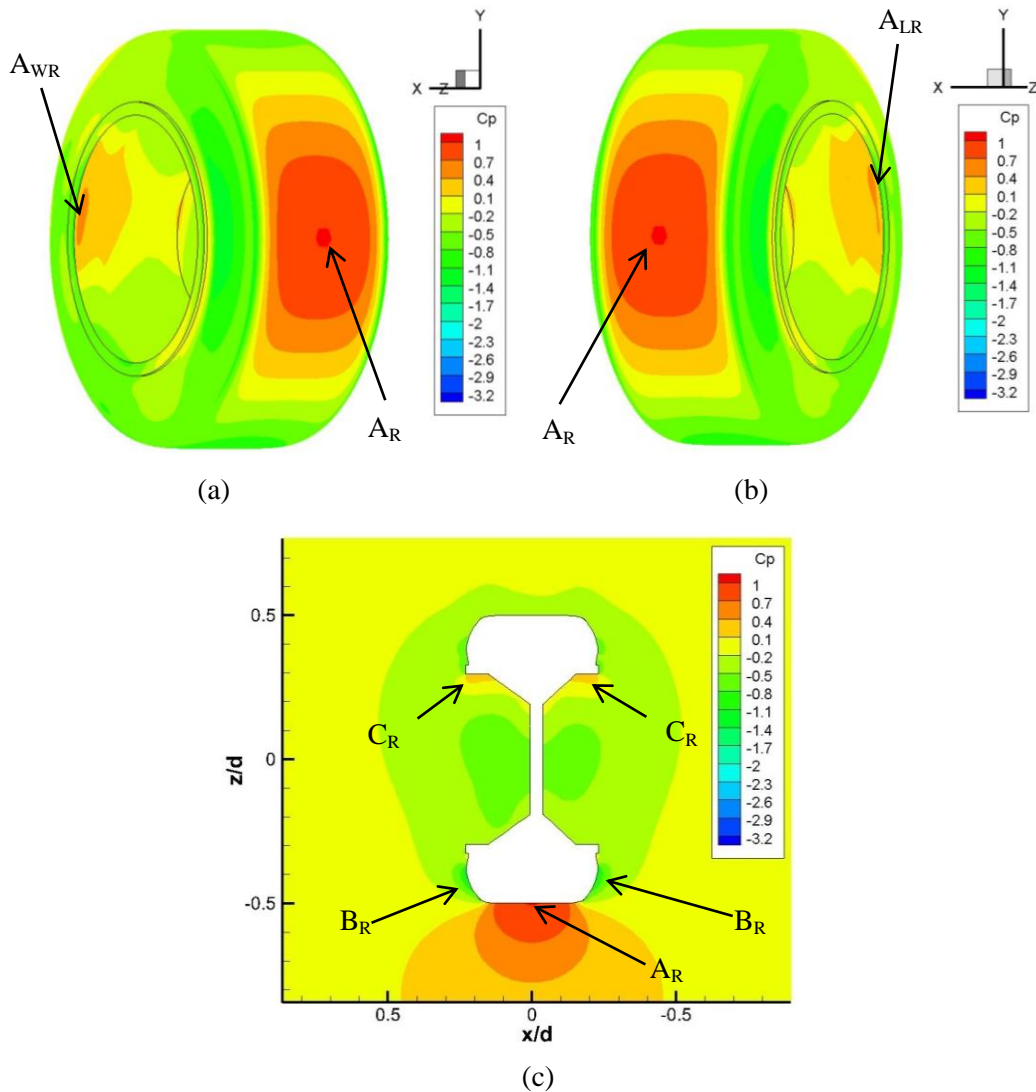 A_WR
Y
X Z
Cp
1
0.7
0.4
0.1
-0.2
-0.5
-0.8
-1.1
-1.4
-1.7
-2
-2.3
-2.6
-2.9
-3.2
A_R
(a)
Y
A_LR
X Z
Cp
1
0.7
0.4
0.1
-0.2
-0.5
-0.8
-1.1
-1.4
-1.7
-2
-2.3
-2.6
-2.9
-3.2
A_R
(b)
Cp
1
0.7
0.4
0.1
-0.2
-0.5
-0.8
-1.1
-1.4
-1.7
-2
-2.3
-2.6
-2.9
-3.2
0.5
C_R C_R
z/d
0
-0.5
B_R B_R
A_R
0.5 0 -0.5
x/d
(c)